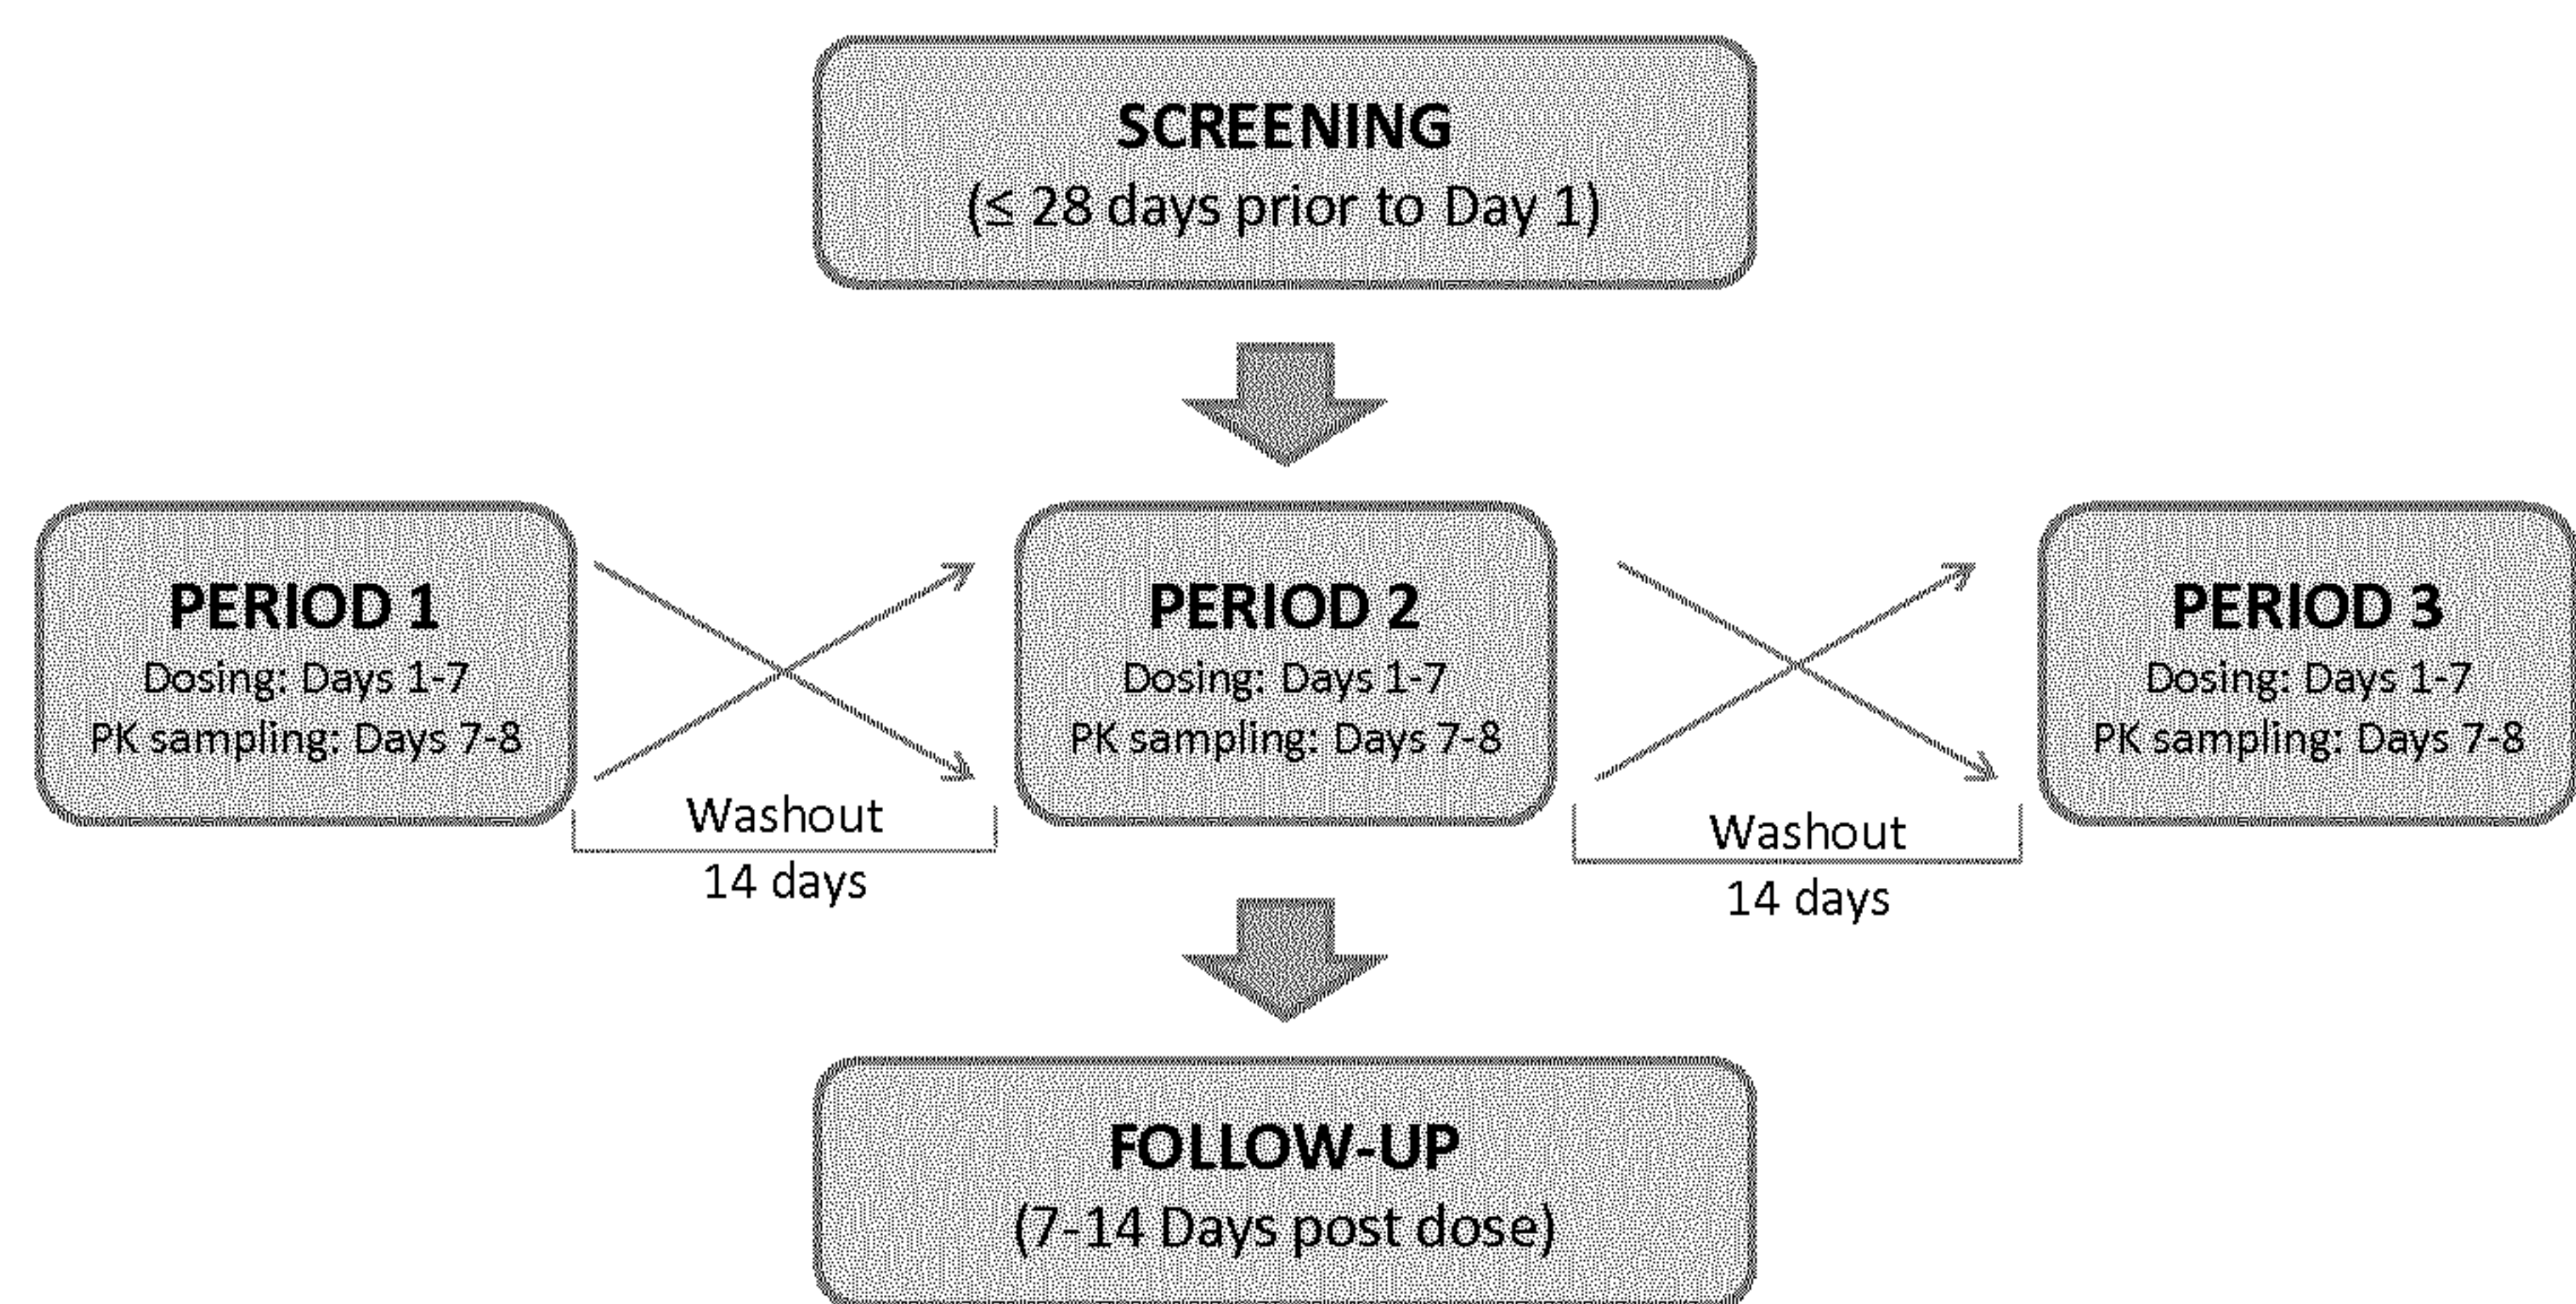 SCREENING
(≤ 28 days prior to Day 1)
PERIOD 1
Dosing: Days 1-7
PK sampling: Days 7-8
Washout
14 days
PERIOD 2
Dosing: Days 1-7
PK sampling: Days 7-8
Washout
14 days
PERIOD 3
Dosing: Days 1-7
PK sampling: Days 7-8
FOLLOW-UP
(7-14 Days post dose)